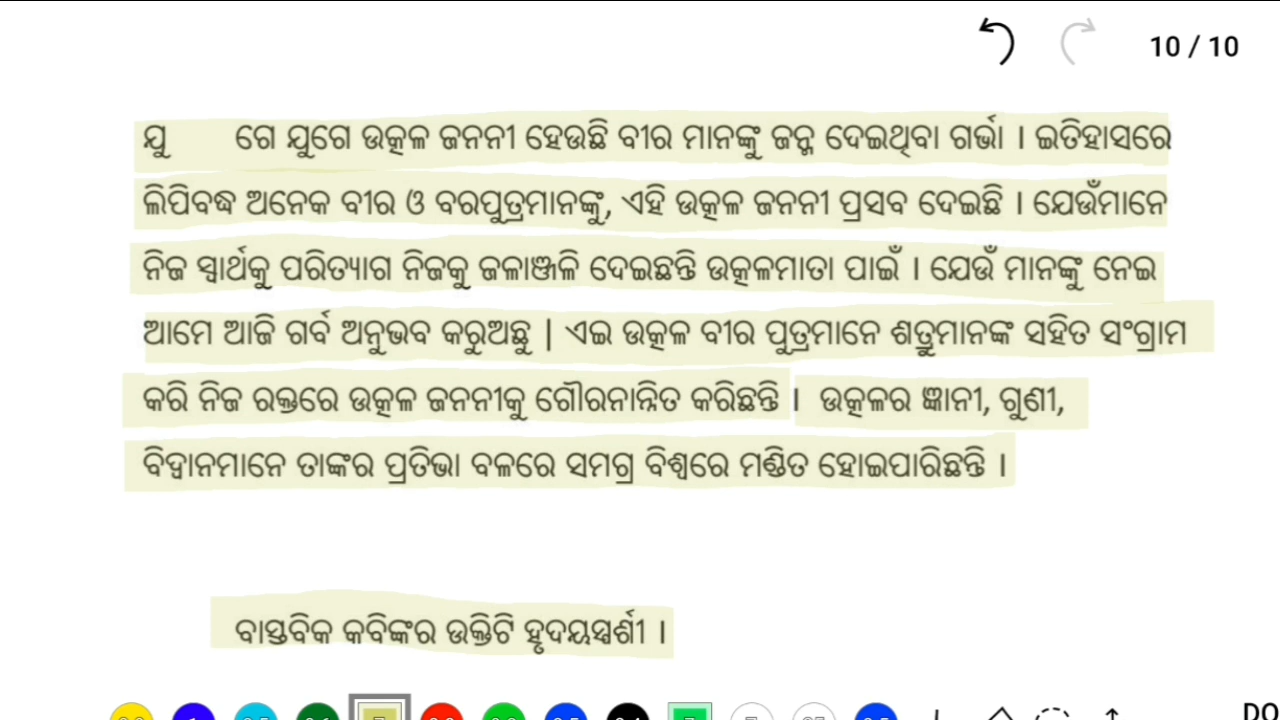 10 / 10
ଯୁ ଗେ ଯୁଗେ ଉତ୍କଳ ଜନନୀ ହେଉଛି ବୀର ମାନଙ୍କୁ ଜନ୍ମ ଦେଇଥିବା ଗର୍ଭା । ଇତିହାସରେ
ଲିପିବଦ୍ଧ ଅନେକ ବୀର ଓ ବରପୁତ୍ରମାନଙ୍କୁ, ଏହି ଉତ୍କଳ ଜନନୀ ପ୍ରସବ ଦେଇଛି । ଯେଉଁମାନେ
ନିଜ ସ୍ୱାର୍ଥକୁ ପରିତ୍ୟାଗ ନିଜକୁ ଜଳାଞ୍ଜଳି ଦେଇଛନ୍ତି ଉତ୍କଳମାତା ପାଇଁ । ଯେଉଁ ମାନଙ୍କୁ ନେଇ
ଆମେ ଆଜି ଗର୍ବ ଅନୁଭବ କରୁଅଛୁ | ଏଇ ଉତ୍କଳ ବୀର ପୁତ୍ରମାନେ ଶତ୍ରୁମାନଙ୍କ ସହିତ ସଂଗ୍ରାମ
କରି ନିଜ ରକ୍ତରେ ଉତ୍କଳ ଜନନୀକୁ ଗୌରନାନ୍ନିତ କରିଛନ୍ତି । ଉତ୍କଳର ଜ୍ଞାନୀ, ଗୁଣୀ,
ବିଦ୍ୱାନମାନେ ତାଙ୍କର ପ୍ରତିଭା ବଳରେ ସମଗ୍ର ବିଶ୍ୱରେ ମଣ୍ଡିତ ହୋଇପାରିଛନ୍ତି ।
ବାସ୍ତବିକ କବିଙ୍କର ଉକ୍ତିଟି ହୃଦୟସ୍ପର୍ଶୀ ।